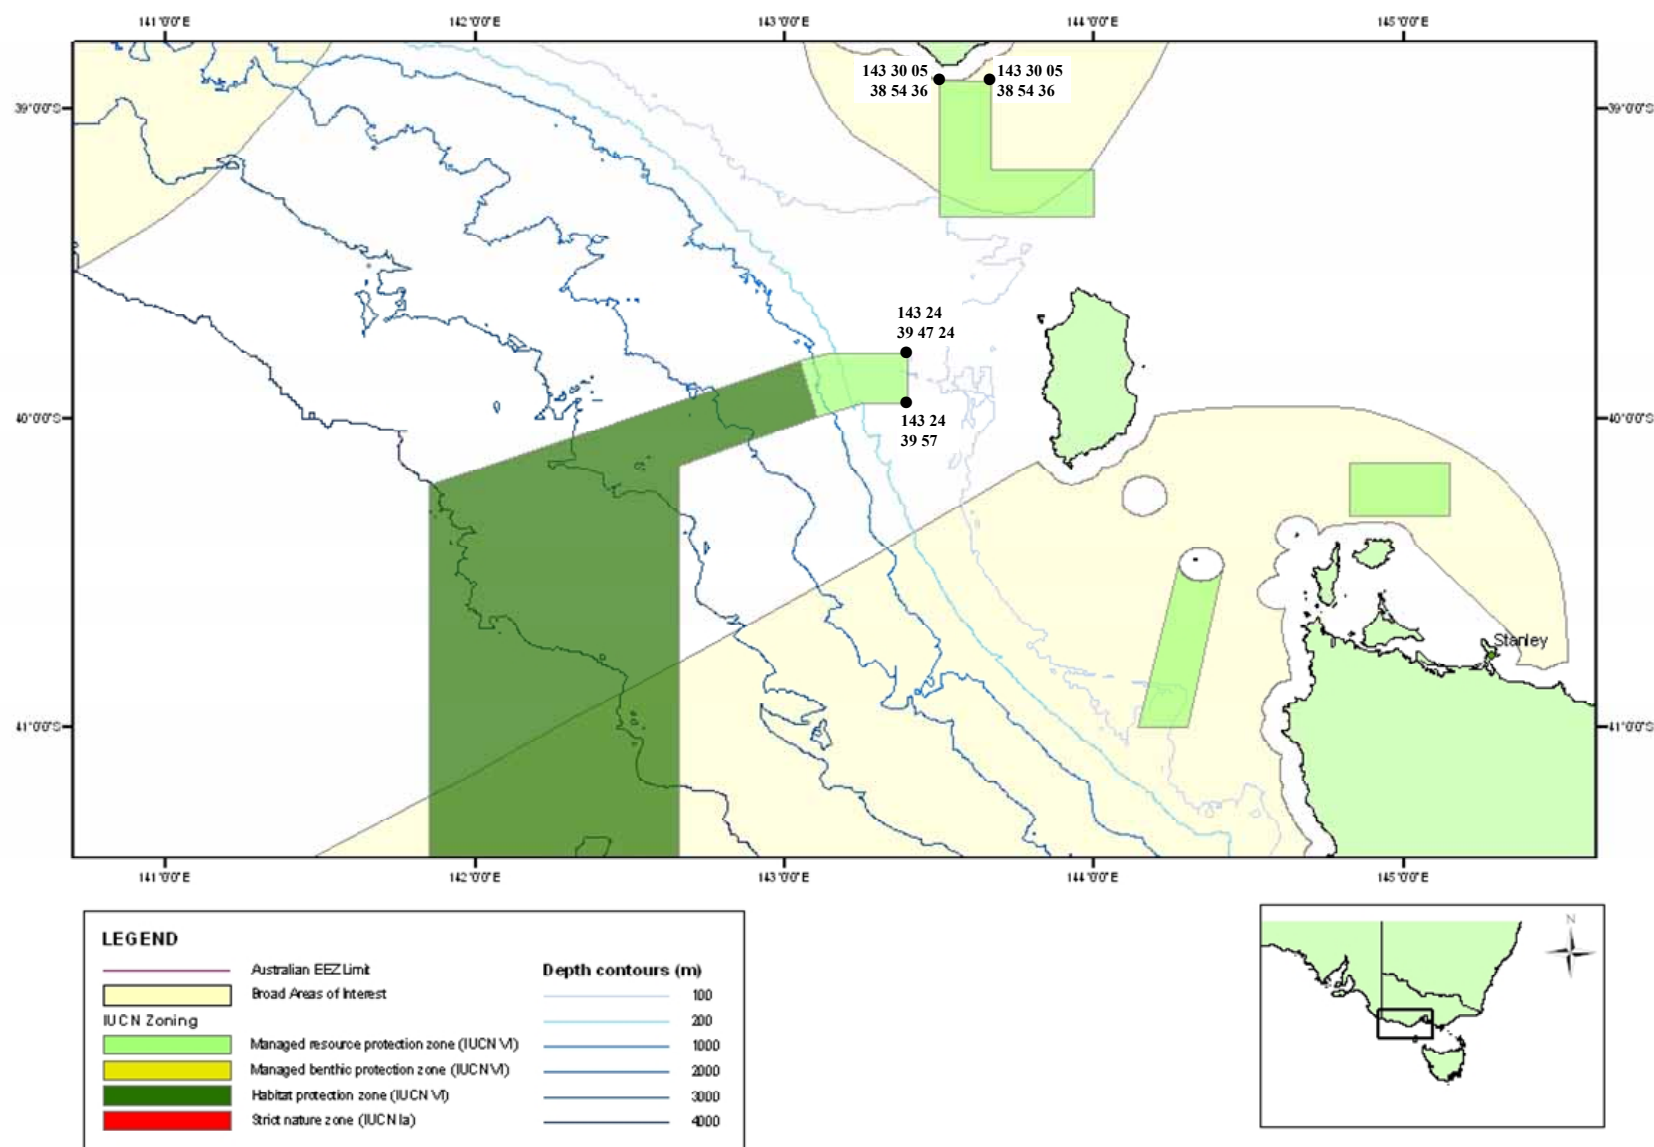 141°0'0"E 142°0'0"E 143°0'0"E 144°0'0"E 145°0'0"E
143 30 05
38 54 36
143 30 05
38 54 36
39°0'0"S 39°0'0"S
143 24
39 47 24
40°0'0"S 40°0'0"S
143 24
39 57
Stanley
41°0'0"S 41°0'0"S
141°0'0"E 142°0'0"E 143°0'0"E 144°0'0"E 145°0'0"E
LEGEND
Australian EEZ Limit
Broad Areas of Interest
IUCN Zoning
Managed resource protection zone (IUCN VI)
Managed benthic protection zone (IUCN VI)
Habitat protection zone (IUCN VI)
Strict nature zone (IUCN Ia)
Depth contours (m)
100
200
1000
2000
3000
4000
N